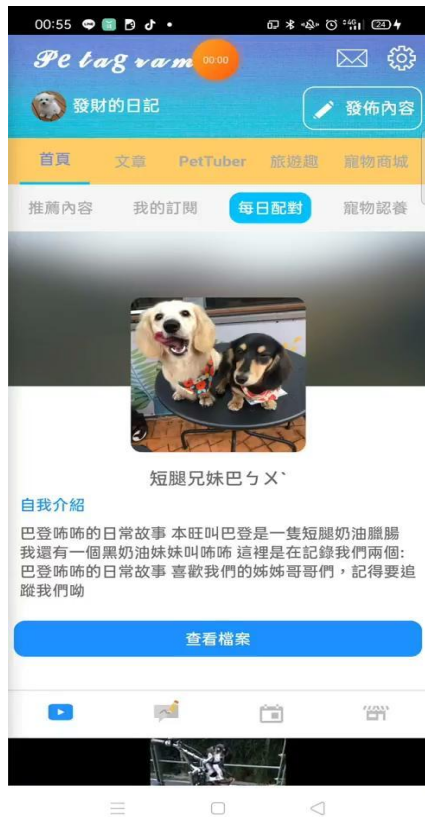 00:55
24
Petagram
00:00
發財的日記
發佈內容
首頁
文章
PetTuber
旅遊趣
寵物商城
推薦內容
我的訂閱
每日配對
寵物認養
短腿兄妹巴ㄅㄨˋ
自我介紹
巴登咘咘的日常故事 本旺叫巴登是一隻短腿奶油臘腸
我還有一個黑奶油妹妹叫咘咘 這裡是在記錄我們兩個:
巴登咘咘的日常故事 喜歡我們的姊姊哥哥們，記得要追
蹤我們呦
查看檔案